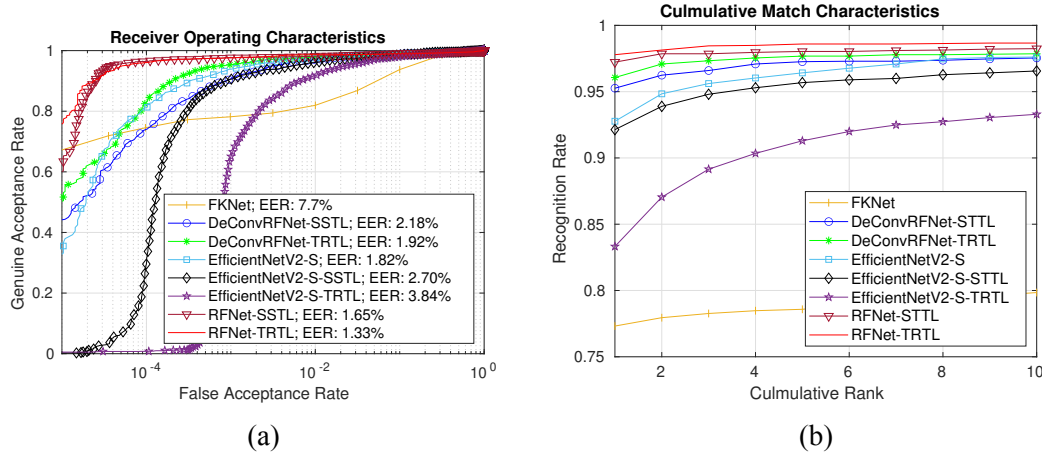 Receiver Operating Characteristics
1
0.8
0.6
0.4
0.2
0
Genuine Acceptance Rate
FKNet; EER: 7.7%
DeConvRFNet-SSTL; EER: 2.18%
DeConvRFNet-TRTL; EER: 1.92%
EfficientNetV2-S; EER: 1.82%
EfficientNetV2-S-SSTL; EER: 2.70%
EfficientNetV2-S-TRTL; EER: 3.84%
RFNet-SSTL; EER: 1.65%
RFNet-TRTL; EER: 1.33%
10^-4
10^-2
10^0
False Acceptance Rate
(a)
Culmulative Match Characteristics
1
0.95
0.9
0.85
0.8
0.75
Recognition Rate
FKNet
DeConvRFNet-STTL
DeConvRFNet-TRTL
EfficientNetV2-S
EfficientNetV2-S-STTL
EfficientNetV2-S-TRTL
RFNet-STTL
RFNet-TRTL
2
4
6
8
10
Culmulative Rank
(b)